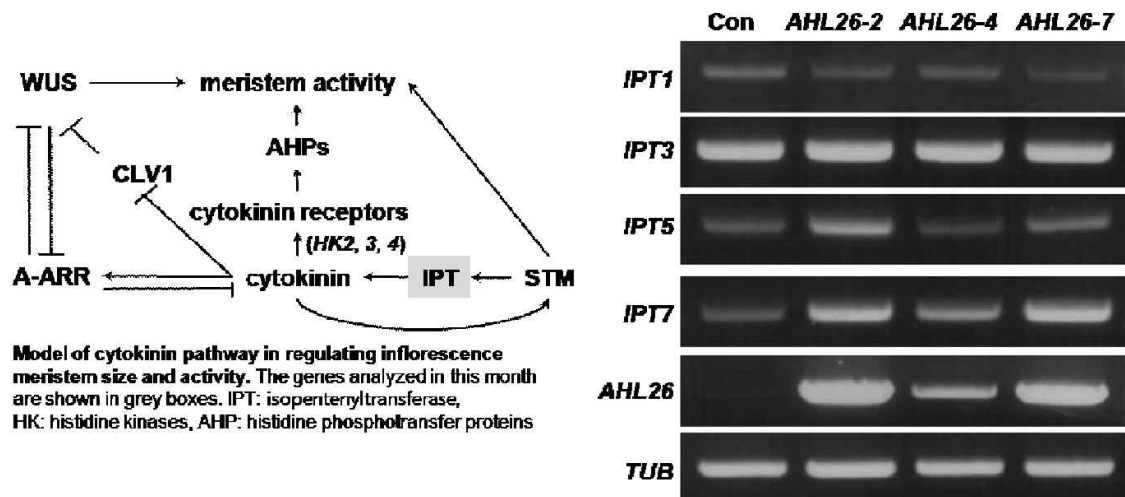 WUS
meristem activity
AHPs
CLV1
cytokinin receptors
(HK2, 3, 4)
A-ARR
cytokinin
IPT
STM
Model of cytokinin pathway in regulating inflorescence
meristem size and activity. The genes analyzed in this month
are shown in grey boxes. IPT: isopentenyltransferase,
HK: histidine kinases, AHP: histidine phosphotransfer proteins
Con AHL26-2 AHL26-4 AHL26-7
IPT1
IPT3
IPT5
IPT7
AHL26
TUB